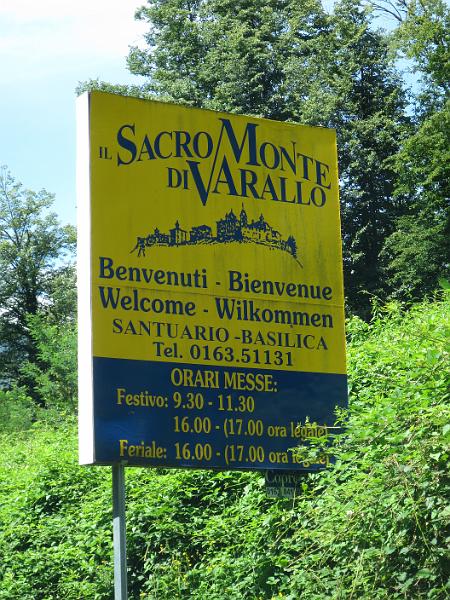 IL SACRO MONTE
DI VARALLO
Benvenuti - Bienvenue
Welcome - Wilkommen
SANTUARIO - BASILICA
Tel. 0163.51131
ORARI MESSE:
Festivo: 9.30 - 11.30
16.00 - (17.00 ora legale)
Feriale: 16.00 - (17.00 ora legale)